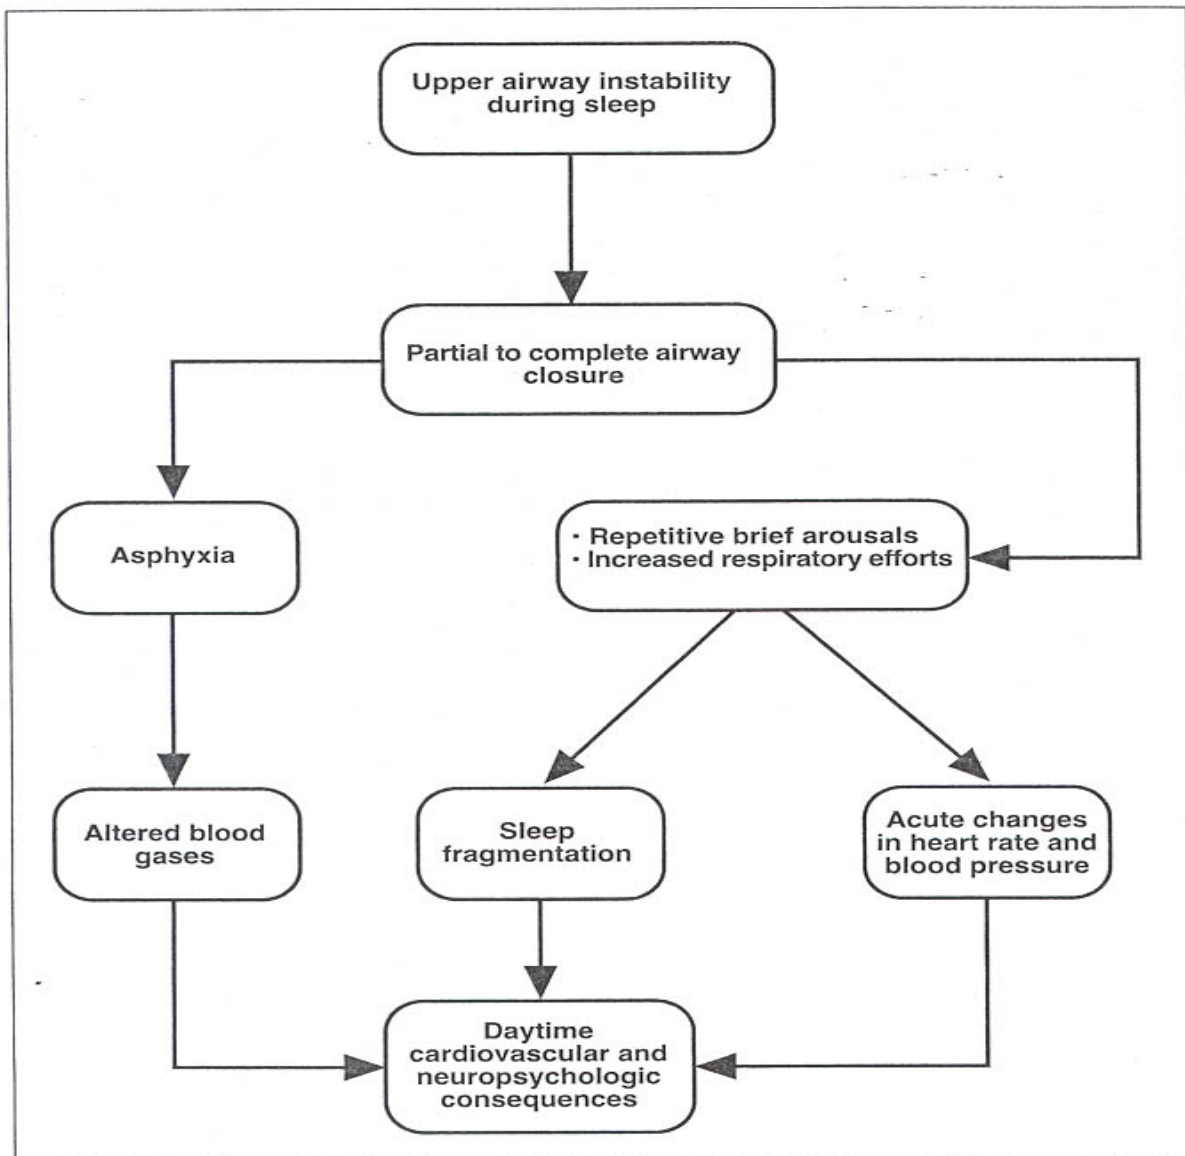 Upper airway instability
during sleep
Partial to complete airway
closure
Asphyxia
· Repetitive brief arousals
· Increased respiratory efforts
Altered blood
gases
Sleep
fragmentation
Acute changes
in heart rate and
blood pressure
Daytime
cardiovascular and
neuropsychologic
consequences